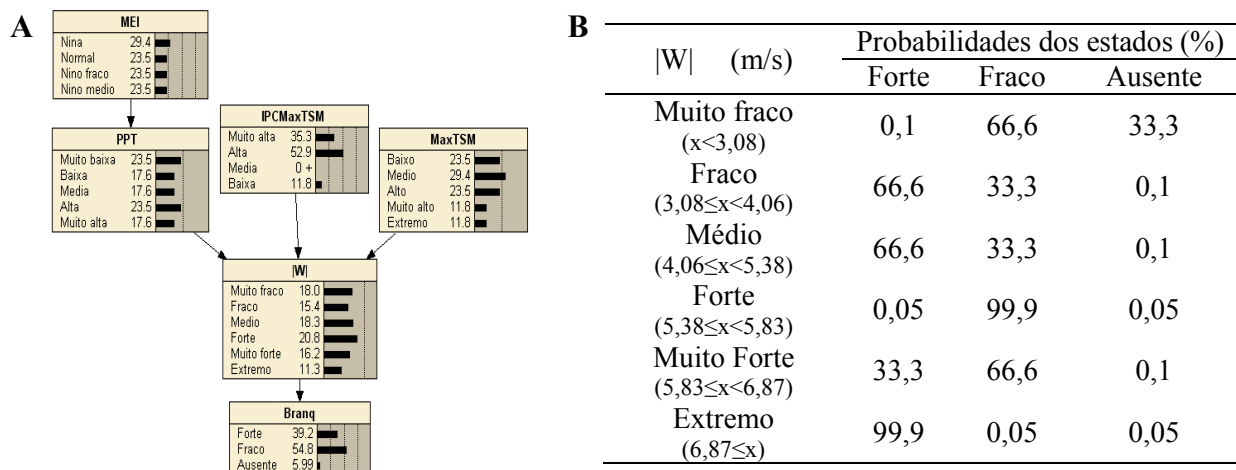 A
MEI
Nina 29.4
Normal 23.5
Nino fraco 23.5
Nino medio 23.5
PPT
Muito baixa 23.5
Baixa 17.6
Media 17.6
Alta 23.5
Muito alta 17.6
IPCMaxTSM
Muito alta 35.3
Alta 52.9
Media 0 +
Baixa 11.8
MaxTSM
Baixo 23.5
Medio 29.4
Alto 23.5
Muito alto 11.8
Extremo 11.8
|W|
Muito fraco 18.0
Fraco 15.4
Medio 18.3
Forte 20.8
Muito forte 16.2
Extremo 11.3
Branq
Forte 39.2
Fraco 54.8
Ausente 5.99
B
|W| (m/s) Probabilidades dos estados (%)
Forte Fraco Ausente
Muito fraco
(x<3,08) 0,1 66,6 33,3
Fraco
(3,08≤x<4,06) 66,6 33,3 0,1
Médio
(4,06≤x<5,38) 66,6 33,3 0,1
Forte
(5,38≤x<5,83) 0,05 99,9 0,05
Muito Forte
(5,83≤x<6,87) 33,3 66,6 0,1
Extremo
(6,87≤x) 99,9 0,05 0,05